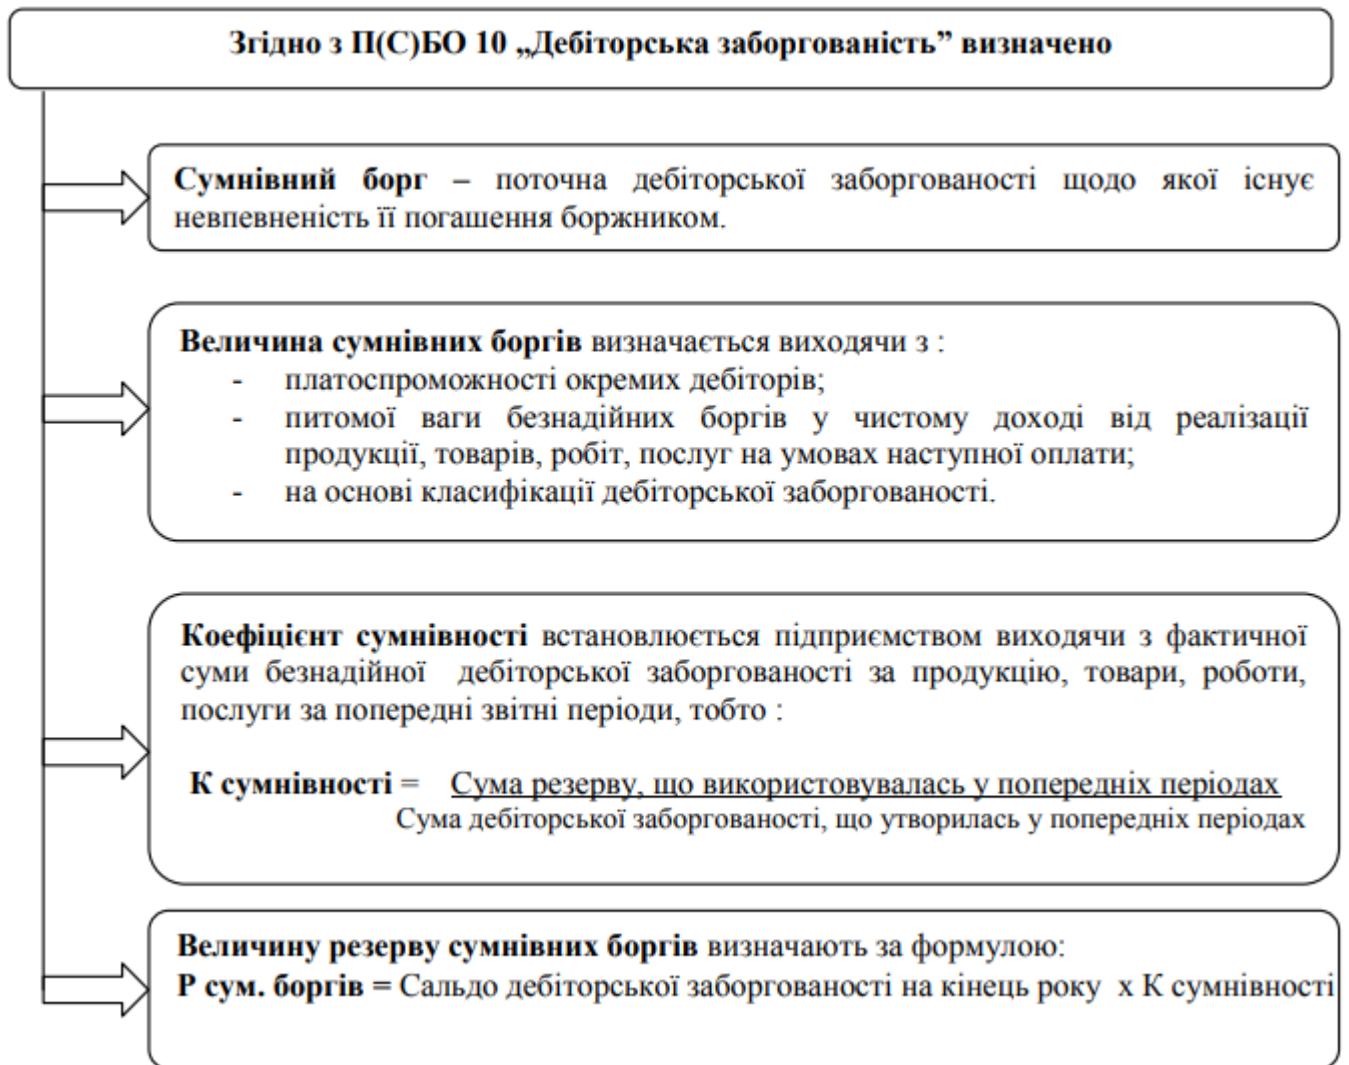 Згідно з П(С)БО 10 „Дебіторська заборгованість” визначено
Сумнівний борг – поточна дебіторської заборгованості щодо якої існує
невпевненість її погашення боржником.
Величина сумнівних боргів визначається виходячи з :
- платоспроможності окремих дебіторів;
- питомої ваги безнадійних боргів у чистому доході від реалізації
продукції, товарів, робіт, послуг на умовах наступної оплати;
- на основі класифікації дебіторської заборгованості.
Коефіцієнт сумнівності встановлюється підприємством виходячи з фактичної
суми безнадійної дебіторської заборгованості за продукцію, товари, роботи,
послуги за попередні звітні періоди, тобто :
К сумнівності = Сума резерву, що використовувалась у попередніх періодах
Сума дебіторської заборгованості, що утворилась у попередніх періодах
Величину резерву сумнівних боргів визначають за формулою:
Р сум. боргів = Сальдо дебіторської заборгованості на кінець року х К сумнівності